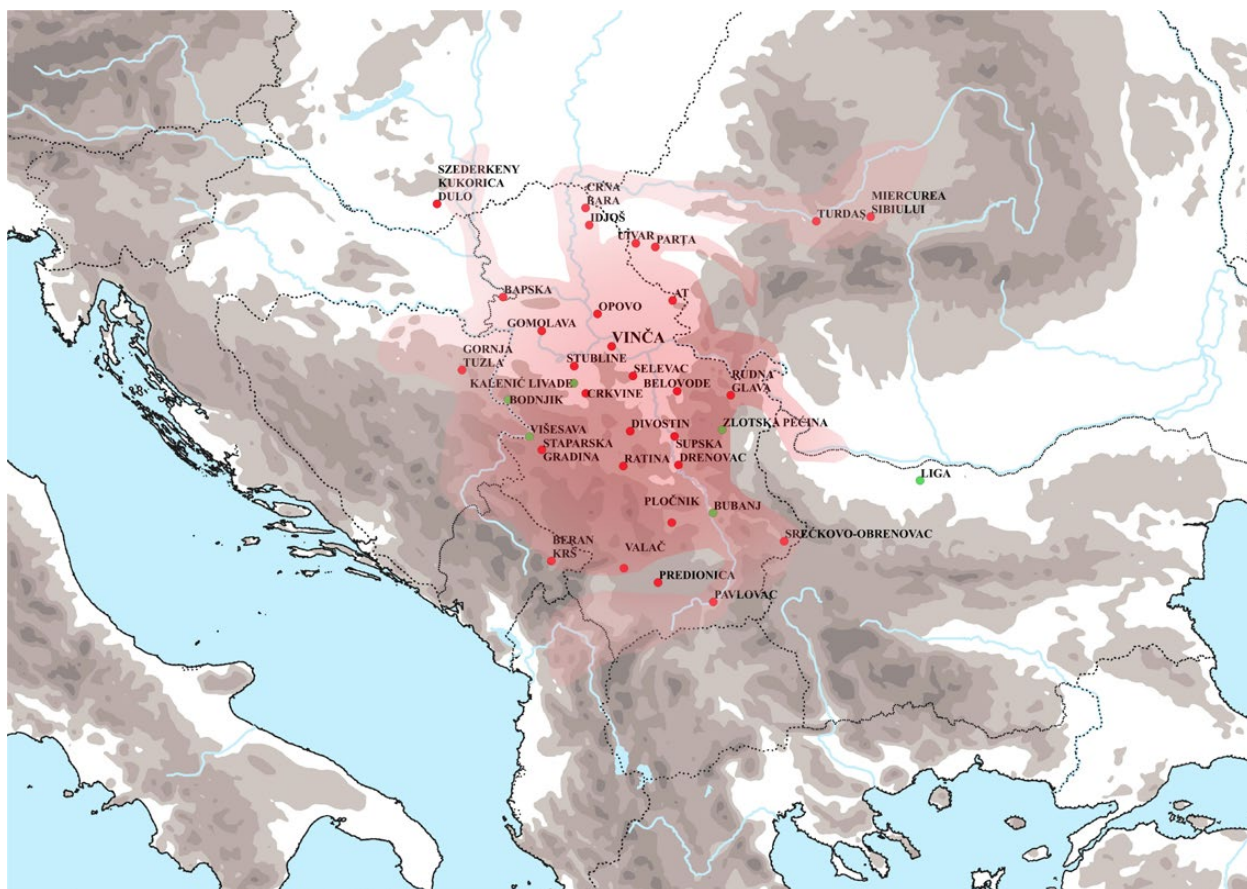 SZEDERKENY
KUKORICA
DULO
CRNA
BARA
IDJOŠ
MIERCUREA
SIBIULUI
TURDAŞ
UIVAR
PARŢA
BAPSKA
AT
OPOVO
GOMOLAVA
VINČA
GORNJA
TUZLA
STUBLINE
SELEVAC
RUDNA
GLAVA
KALENIĆ LIVADE
BELOVODE
CRKVINE
BODNJIK
VIŠESAVA
DIVOSTIN
ZLOTSKA PEĆINA
STAPARSKA
GRADINA
SUPSKA
DRENOVAC
RATINA
LIGA
PLOČNIK
BUBANJ
SREČKOVO-OBRENOVAC
BERAN
KRŠ
VALAČ
PREDIONICA
PAVLOVAC